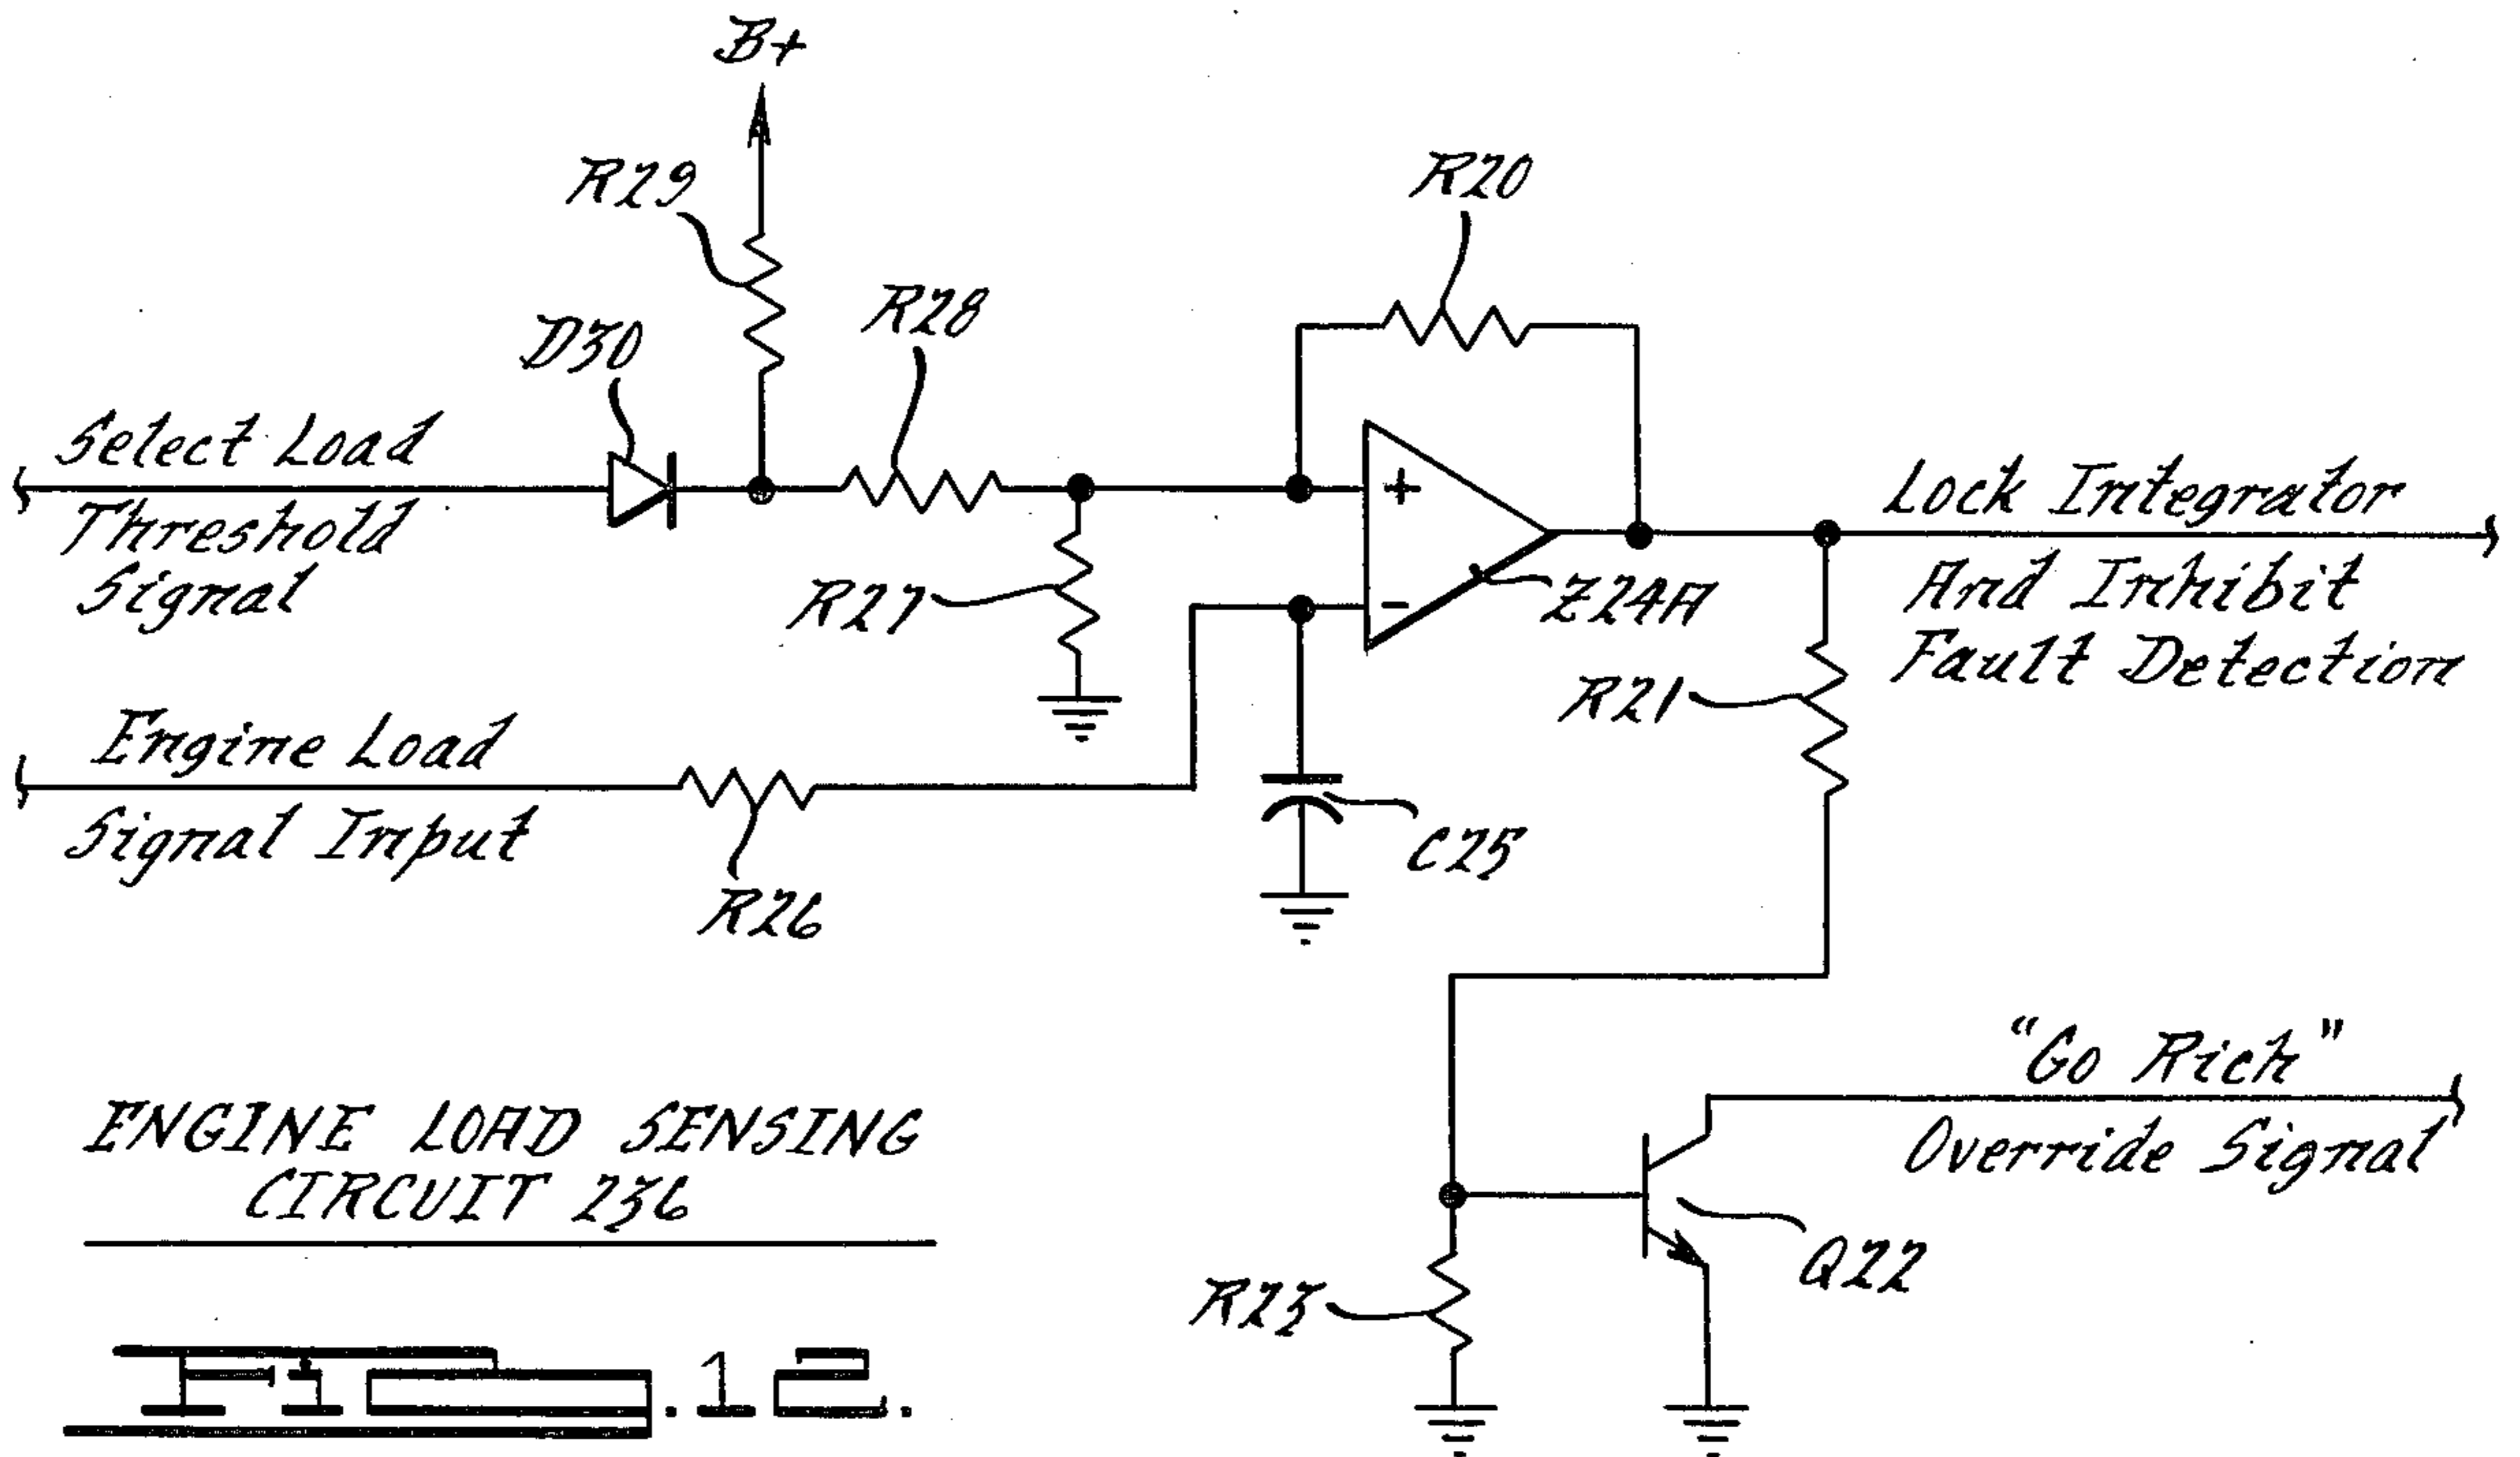 B+
R29
R20
R28
D30
Select Load
Threshold
Signal
+
Lock Integrator
And Inhibit
Fault Detection
R27
-
Z24A
R21
Engine Load
Signal Input
C25
R26
"Go Rich"
Override Signal
ENGINE LOAD SENSING
CIRCUIT 236
Q22
R23
FIG.12.